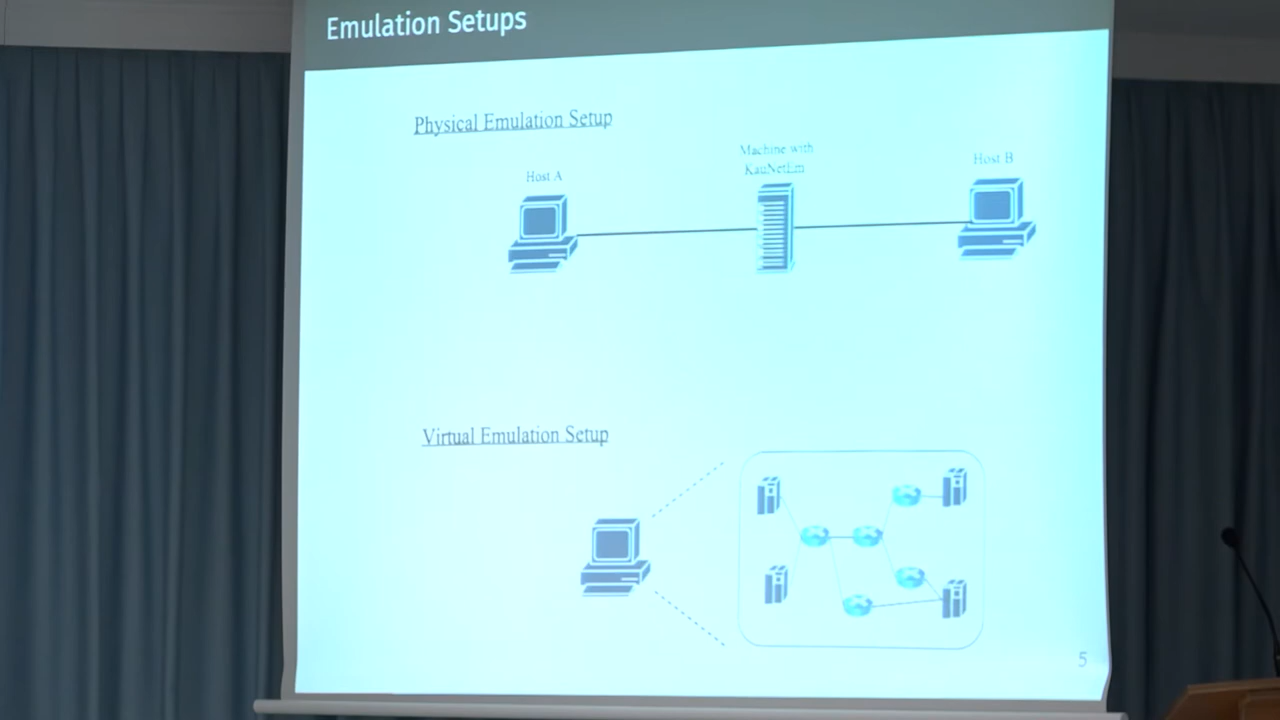 Emulation Setups
Physical Emulation Setup
Machine with
KauNetEm
Host A
Host B
Virtual Emulation Setup
5